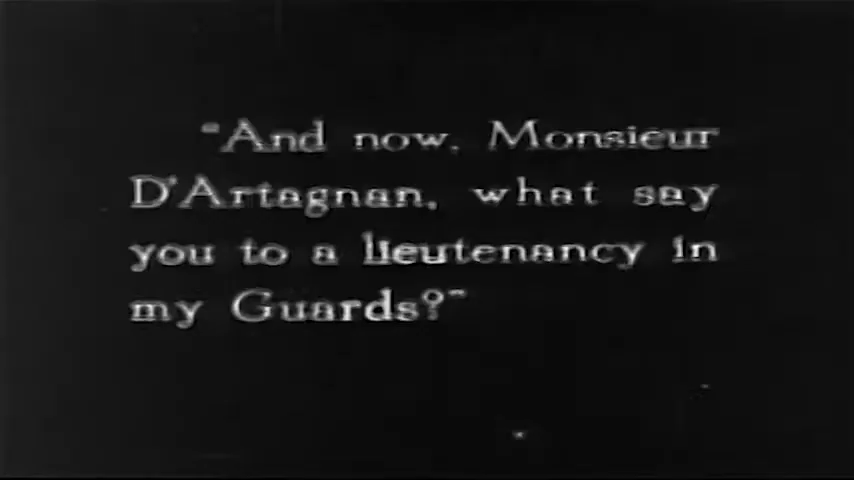 "And now, Monsieur
D'Artagnan, what say
you to a lieutenancy in
my Guards?"